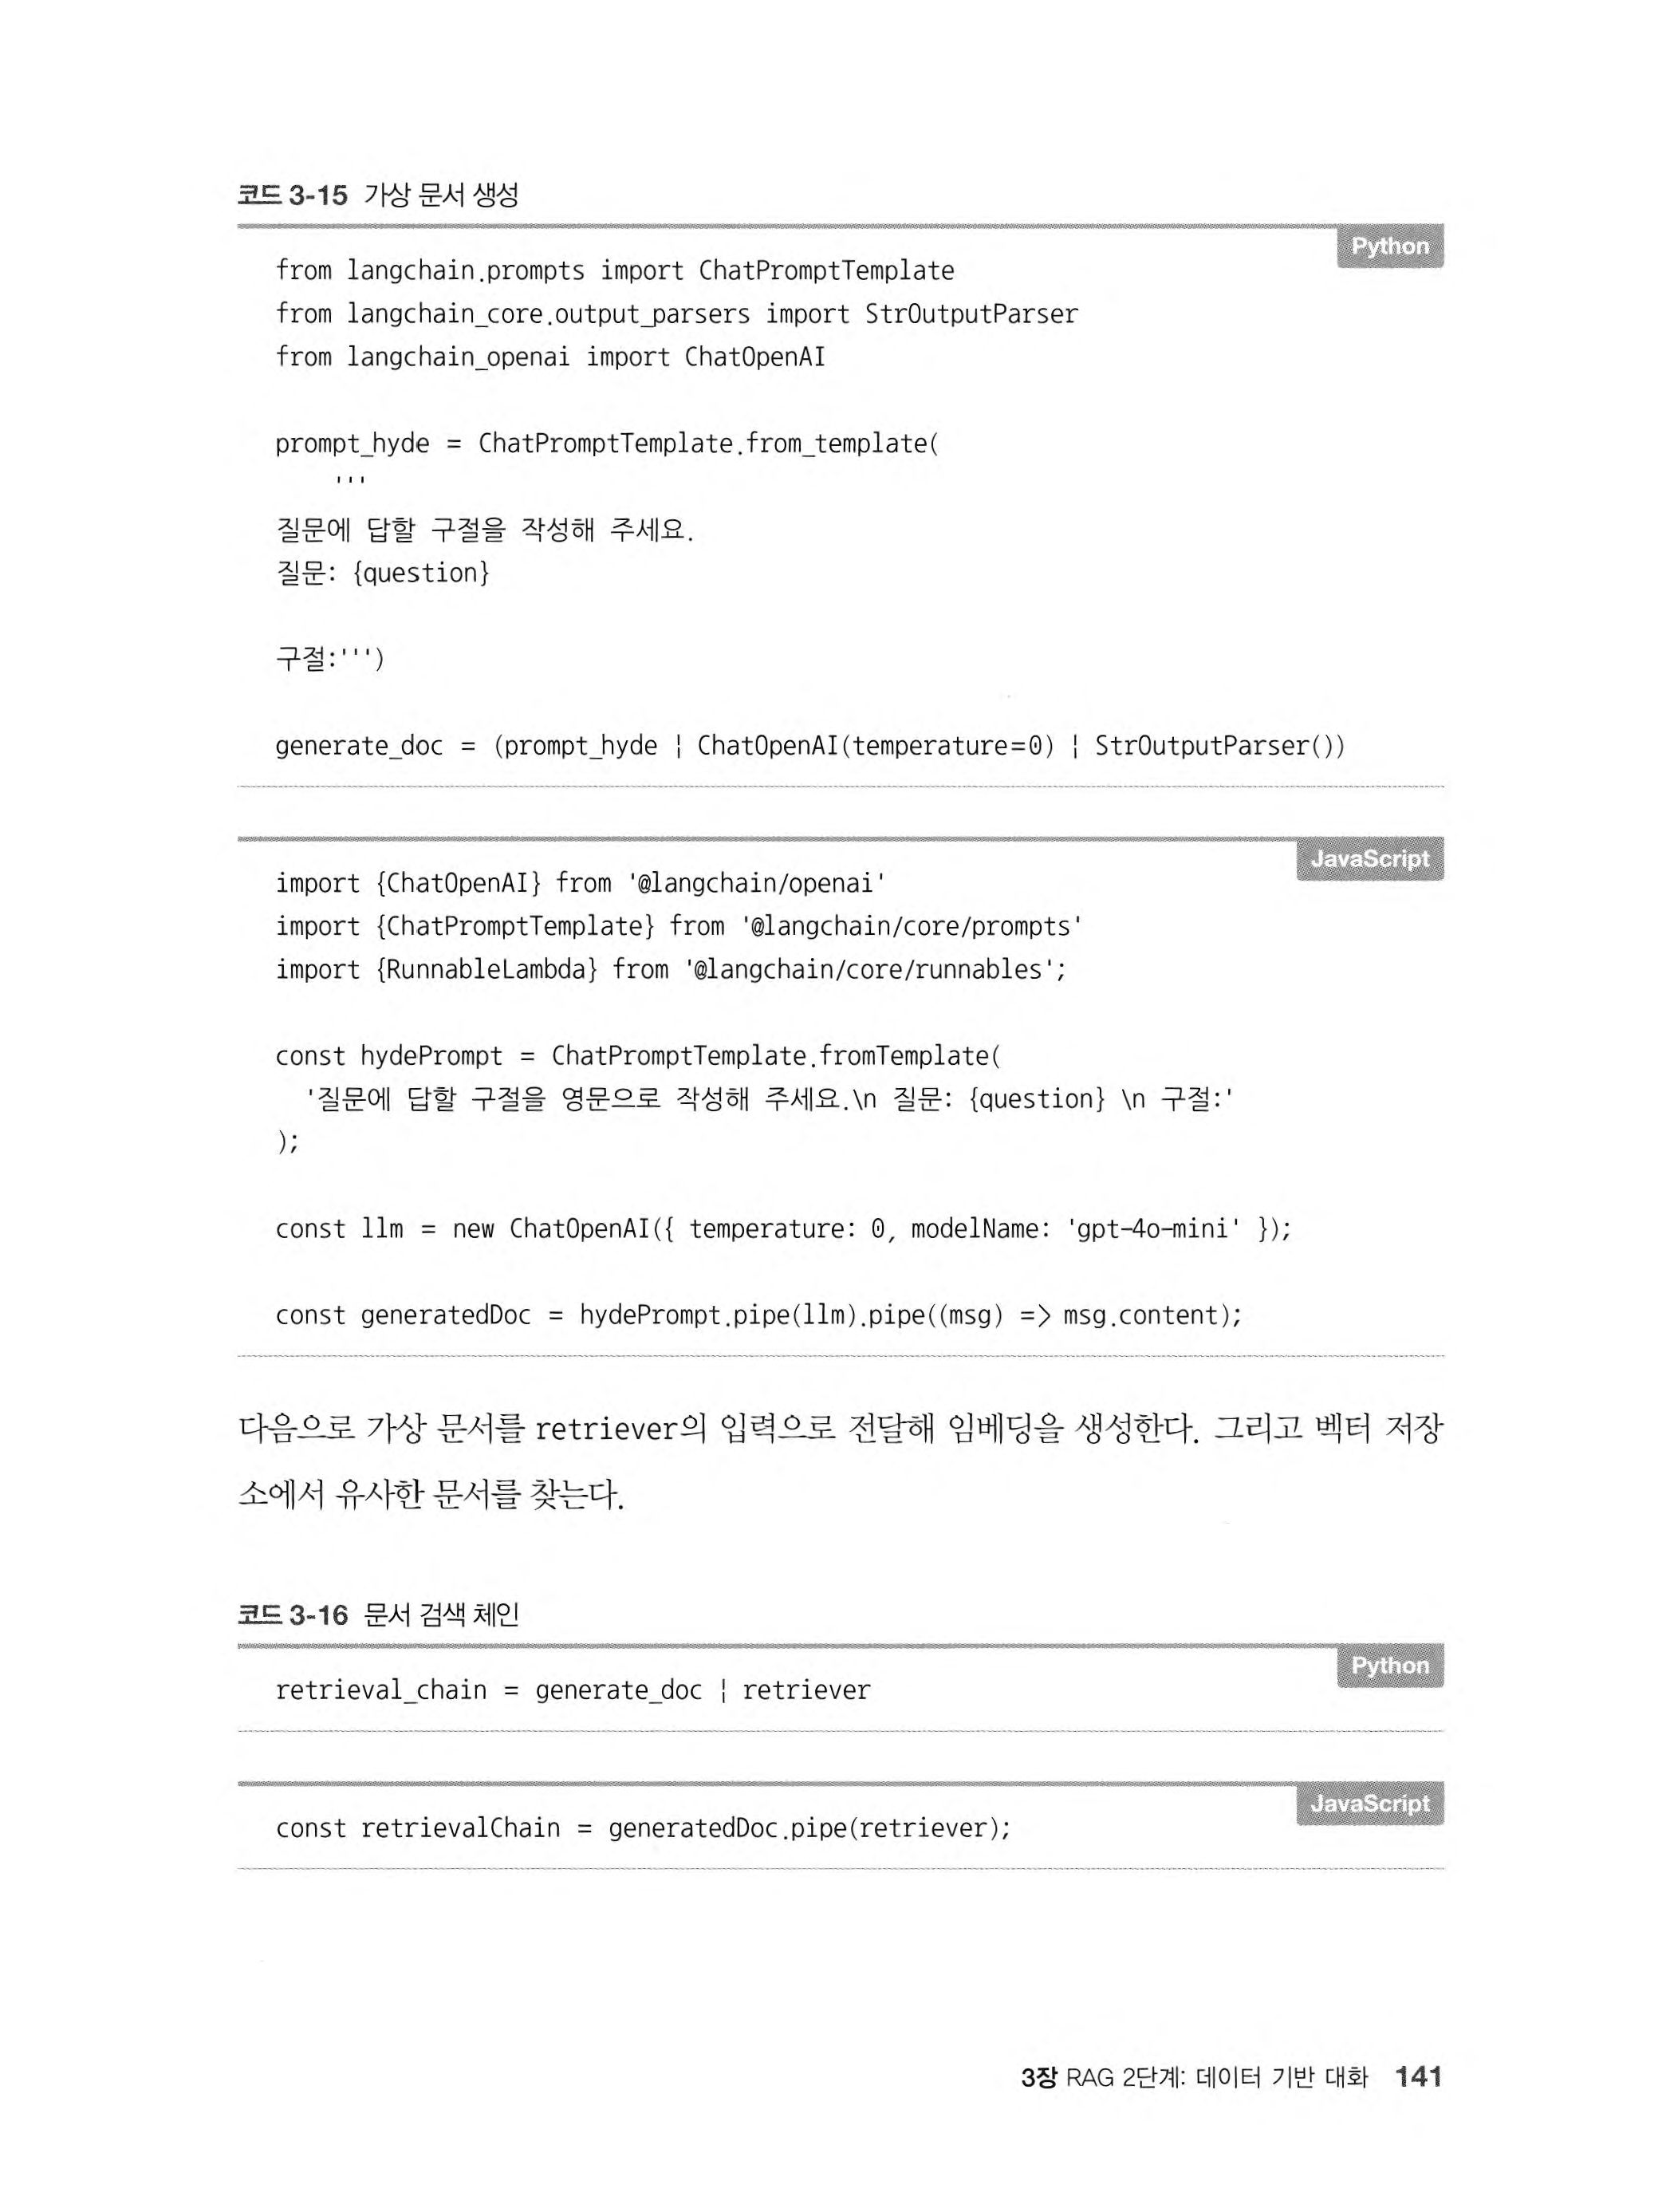 코드 3-15 가상 문서 생성
Python
from langchain.prompts import ChatPromptTemplate
from langchain_core.output_parsers import StrOutputParser
from langchain_openai import ChatOpenAI
prompt_hyde = ChatPromptTemplate.from_template(
'''
질문에 답할 구절을 작성해 주세요.
질문: {question}
구절:''')
generate_doc = (prompt_hyde | ChatOpenAI(temperature=0) | StrOutputParser())
JavaScript
import {ChatOpenAI} from '@langchain/openai'
import {ChatPromptTemplate} from '@langchain/core/prompts'
import {RunnableLambda} from '@langchain/core/runnables';
const hydePrompt = ChatPromptTemplate.fromTemplate(
'질문에 답할 구절을 영문으로 작성해 주세요.\n 질문: {question} \n 구절:'
);
const llm = new ChatOpenAI({ temperature: 0, modelName: 'gpt-4o-mini' });
const generatedDoc = hydePrompt.pipe(llm).pipe((msg) => msg.content);
다음으로 가상 문서를 retriever의 입력으로 전달해 임베딩을 생성한다. 그리고 벡터 저장
소에서 유사한 문서를 찾는다.
코드 3-16 문서 검색 체인
Python
retrieval_chain = generate_doc | retriever
JavaScript
const retrievalChain = generatedDoc.pipe(retriever);
3장 RAG 2단계: 데이터 기반 대화 141